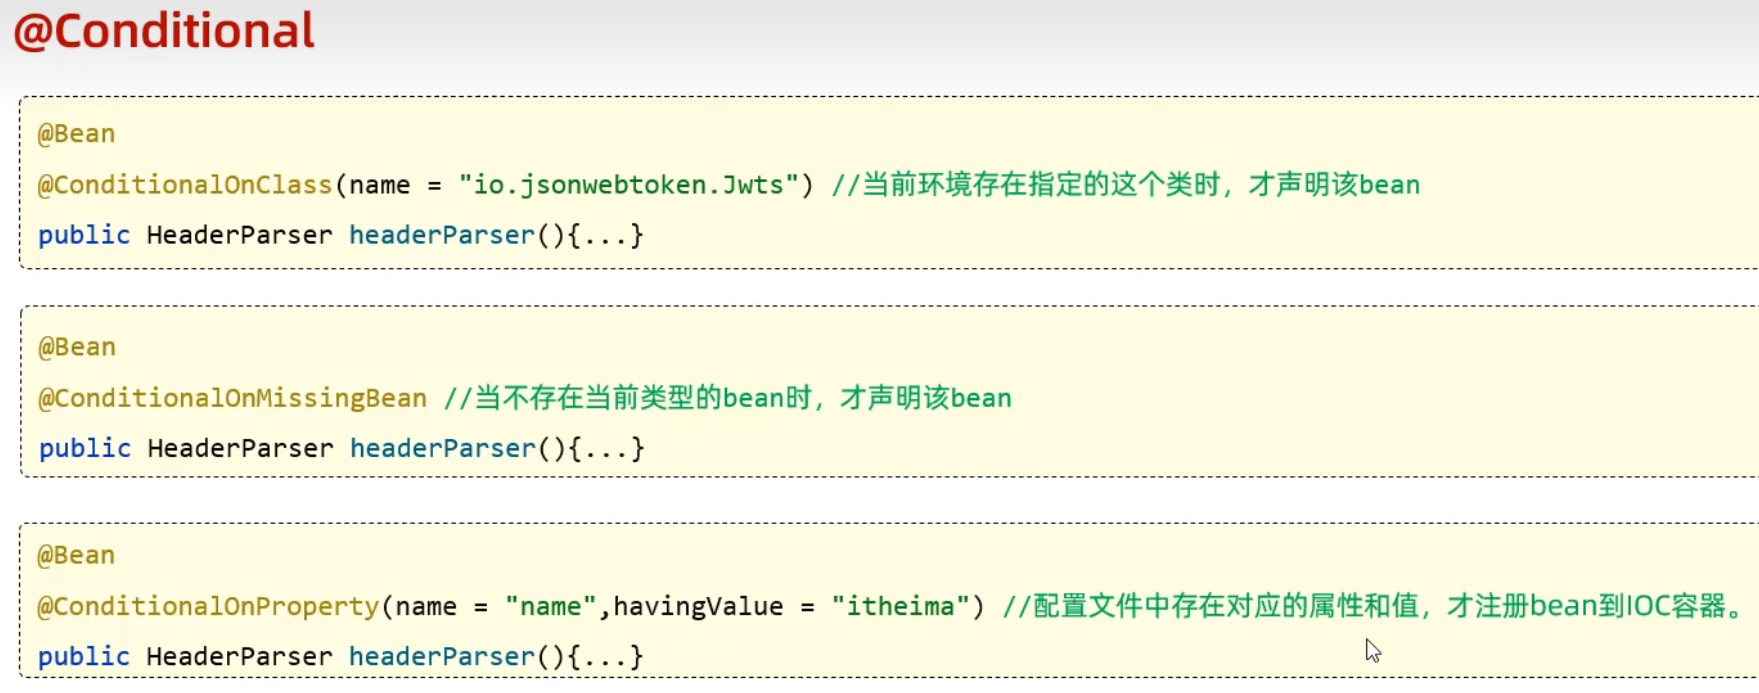 @Conditional
@Bean
@ConditionalOnClass(name = "io.jsonwebtoken.Jwts") //当前环境存在指定的这个类时，才声明该bean
public HeaderParser headerParser(){...}
@Bean
@ConditionalOnMissingBean //当不存在当前类型的bean时，才声明该bean
public HeaderParser headerParser(){...}
@Bean
@ConditionalOnProperty(name = "name",havingValue = "itheima") //配置文件中存在对应的属性和值，才注册bean到IOC容器。
public HeaderParser headerParser(){...}